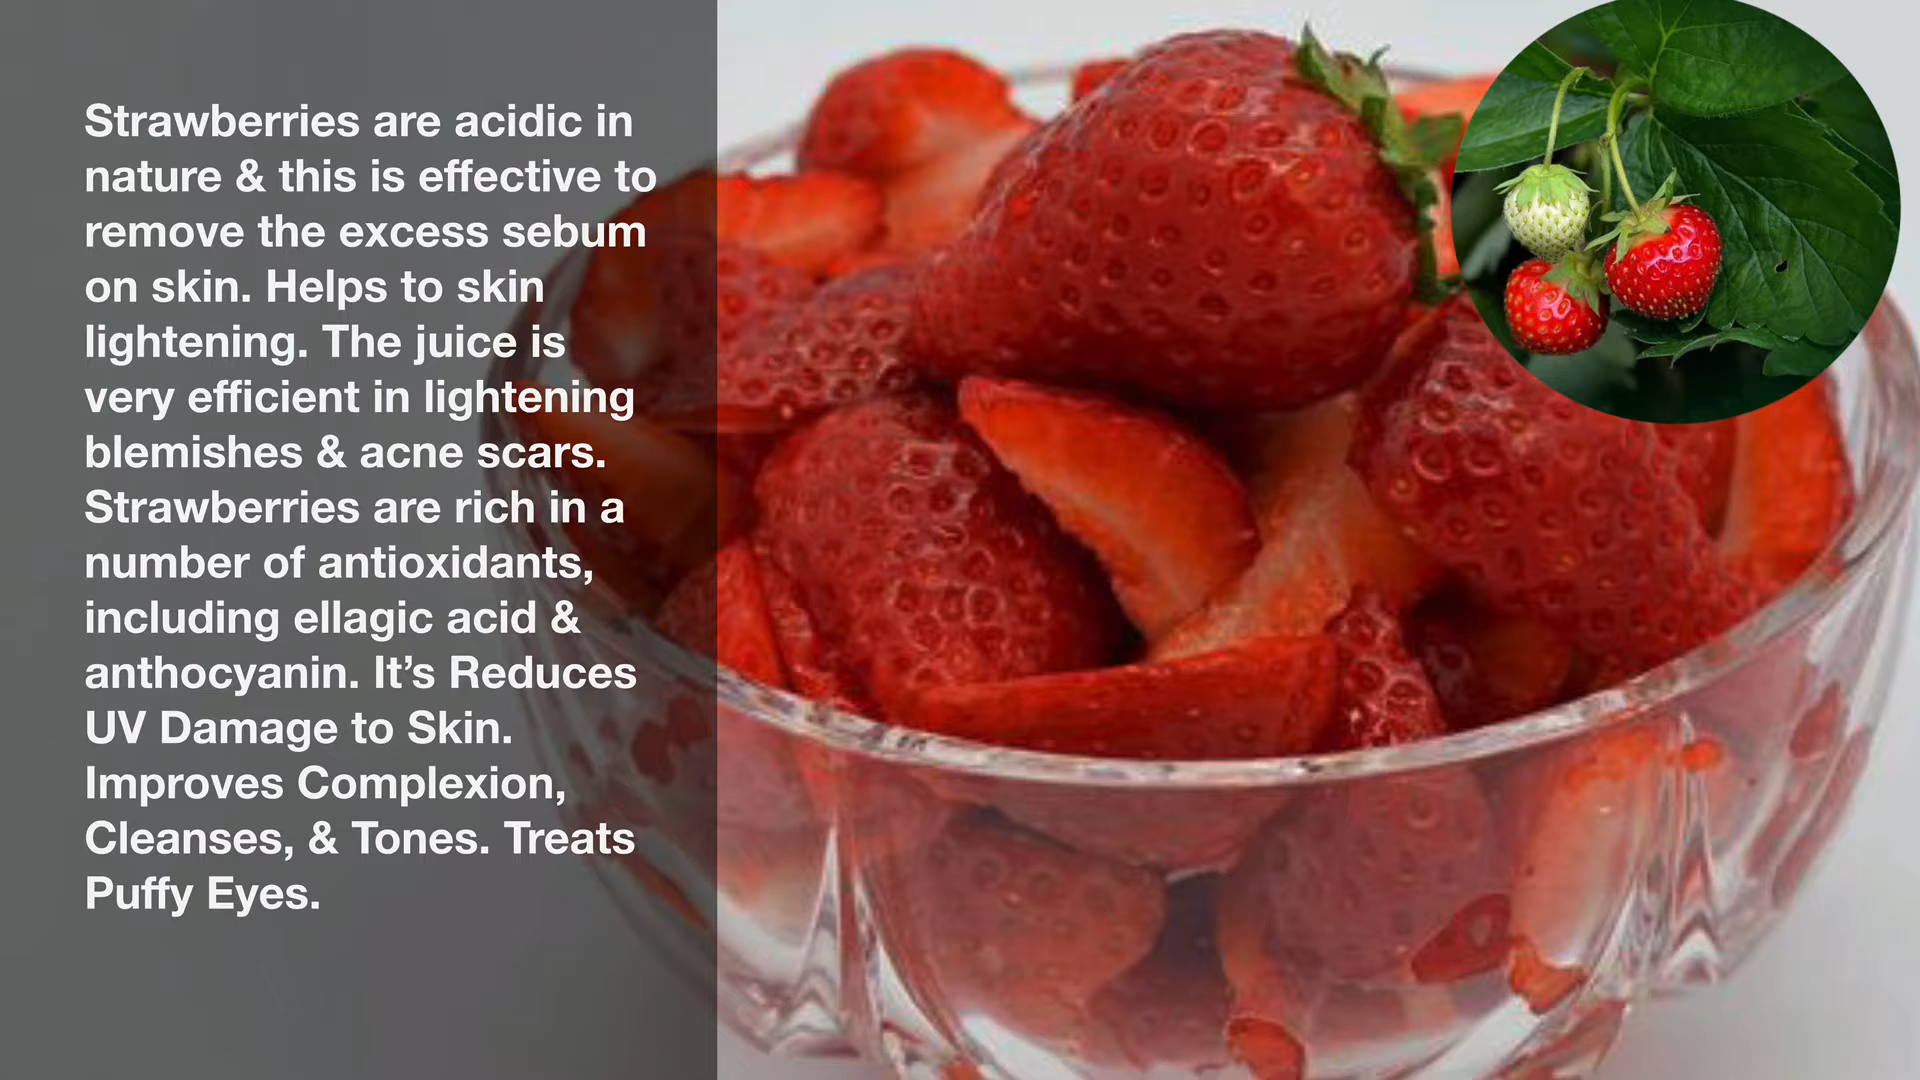 Strawberries are acidic in
nature & this is effective to
remove the excess sebum
on skin. Helps to skin
lightening. The juice is
very efficient in lightening
blemishes & acne scars.
Strawberries are rich in a
number of antioxidants,
including ellagic acid &
anthocyanin. It’s Reduces
UV Damage to Skin.
Improves Complexion,
Cleanses, & Tones. Treats
Puffy Eyes.